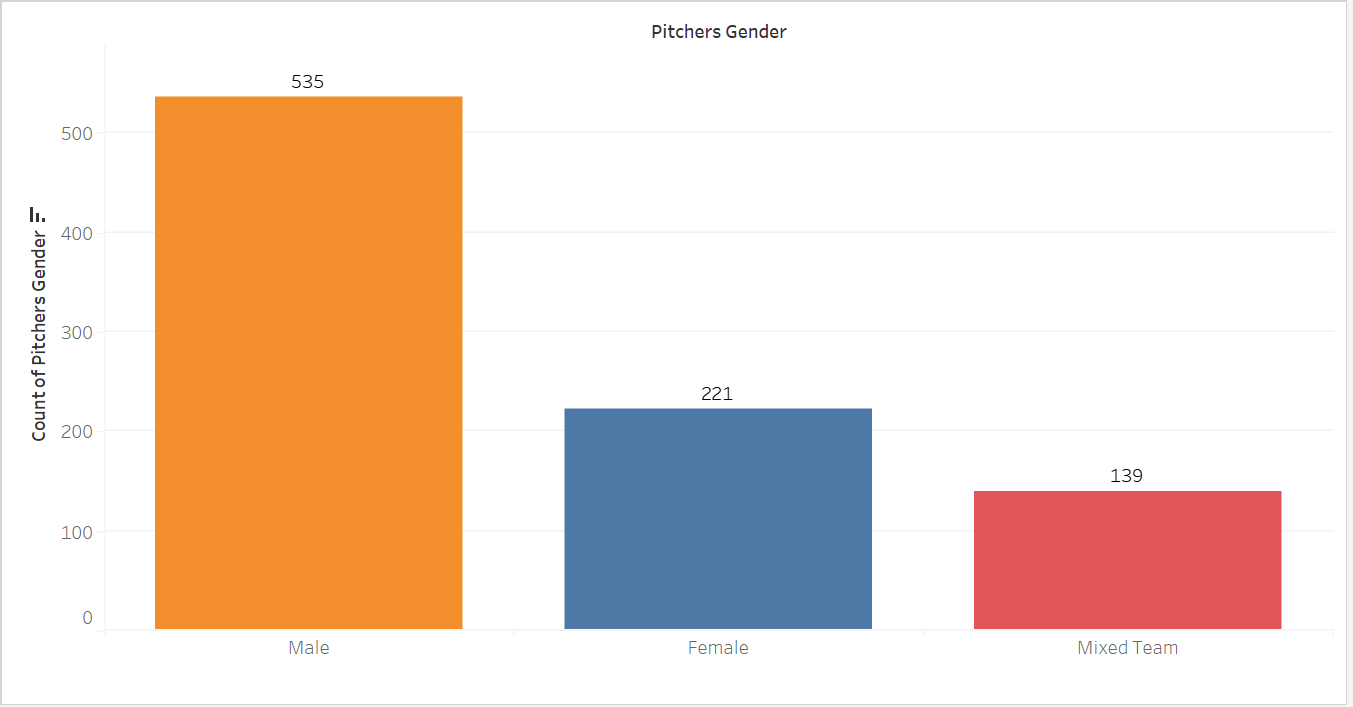 Pitchers Gender
Count of Pitchers Gender
500
400
300
200
100
0
535
221
139
Male
Female
Mixed Team